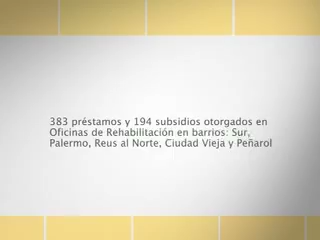 383 préstamos y 194 subsidios otorgados en
Oficinas de Rehabilitación en barrios: Sur,
Palermo, Reus al Norte, Ciudad Vieja y Peñarol